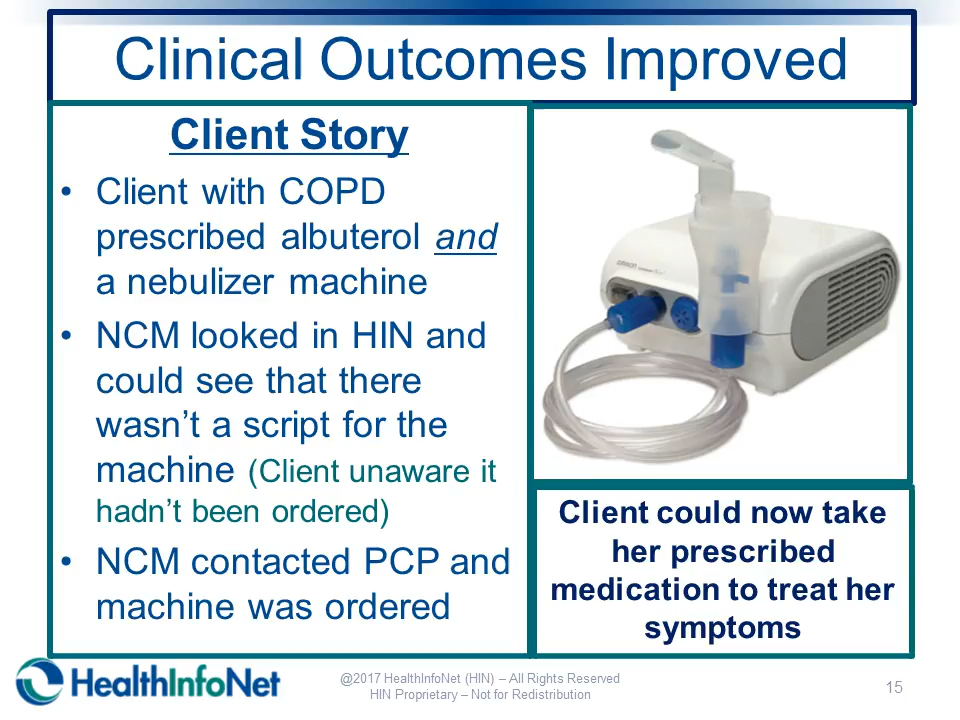 Clinical Outcomes Improved
Client Story
• Client with COPD
prescribed albuterol and
a nebulizer machine
• NCM looked in HIN and
could see that there
wasn't a script for the
machine (Client unaware it
hadn't been ordered)
• NCM contacted PCP and
machine was ordered
OMRON
Client could now take
her prescribed
medication to treat her
symptoms
HealthInfoNet
@2017 HealthInfoNet (HIN) – All Rights Reserved
HIN Proprietary – Not for Redistribution
15